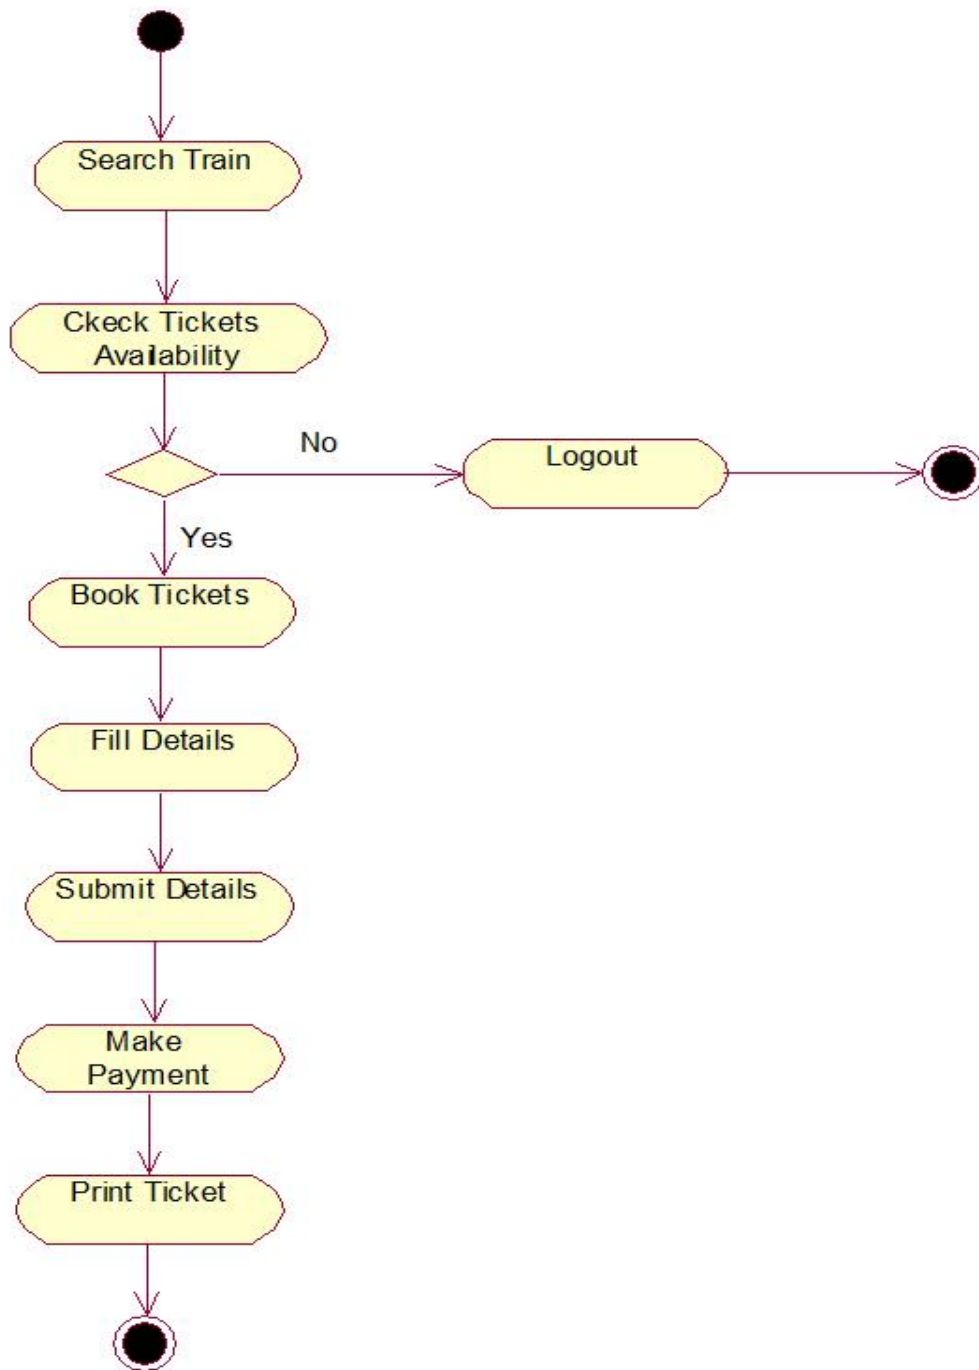 Search Train
Ckeck Tickets
Availability
No
Logout
Yes
Book Tickets
Fill Details
Submit Details
Make
Payment
Print Ticket